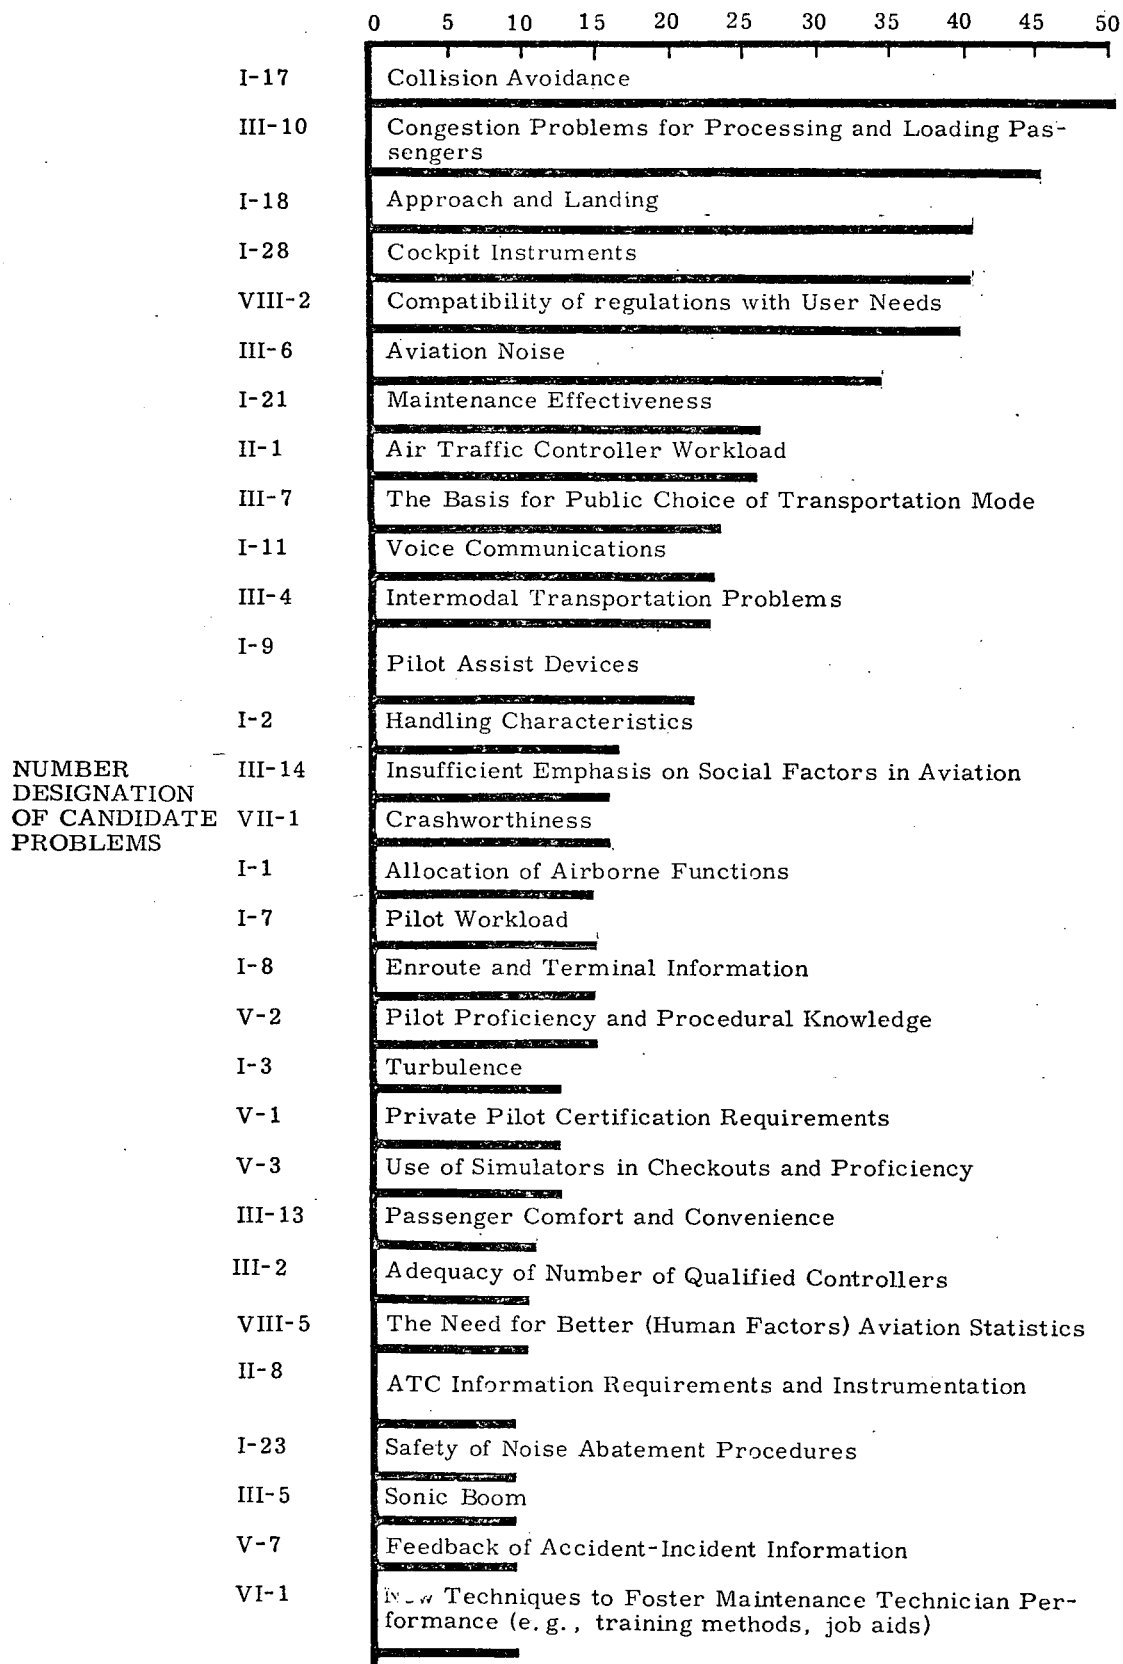 0 5 10 15 20 25 30 35 40 45 50
I-17 Collision Avoidance
III-10 Congestion Problems for Processing and Loading Pas-
sengers
I-18 Approach and Landing
I-28 Cockpit Instruments
VIII-2 Compatibility of regulations with User Needs
III-6 Aviation Noise
I-21 Maintenance Effectiveness
II-1 Air Traffic Controller Workload
III-7 The Basis for Public Choice of Transportation Mode
I-11 Voice Communications
III-4 Intermodal Transportation Problems
I-9 Pilot Assist Devices
I-2 Handling Characteristics
NUMBER
DESIGNATION
OF CANDIDATE
PROBLEMS
III-14 Insufficient Emphasis on Social Factors in Aviation
VII-1 Crashworthiness
I-1 Allocation of Airborne Functions
I-7 Pilot Workload
I-8 Enroute and Terminal Information
V-2 Pilot Proficiency and Procedural Knowledge
I-3 Turbulence
V-1 Private Pilot Certification Requirements
V-3 Use of Simulators in Checkouts and Proficiency
III-13 Passenger Comfort and Convenience
III-2 Adequacy of Number of Qualified Controllers
VIII-5 The Need for Better (Human Factors) Aviation Statistics
II-8 ATC Information Requirements and Instrumentation
I-23 Safety of Noise Abatement Procedures
III-5 Sonic Boom
V-7 Feedback of Accident-Incident Information
VI-1 Techniques to Foster Maintenance Technician Per-
formance (e.g., training methods, job aids)